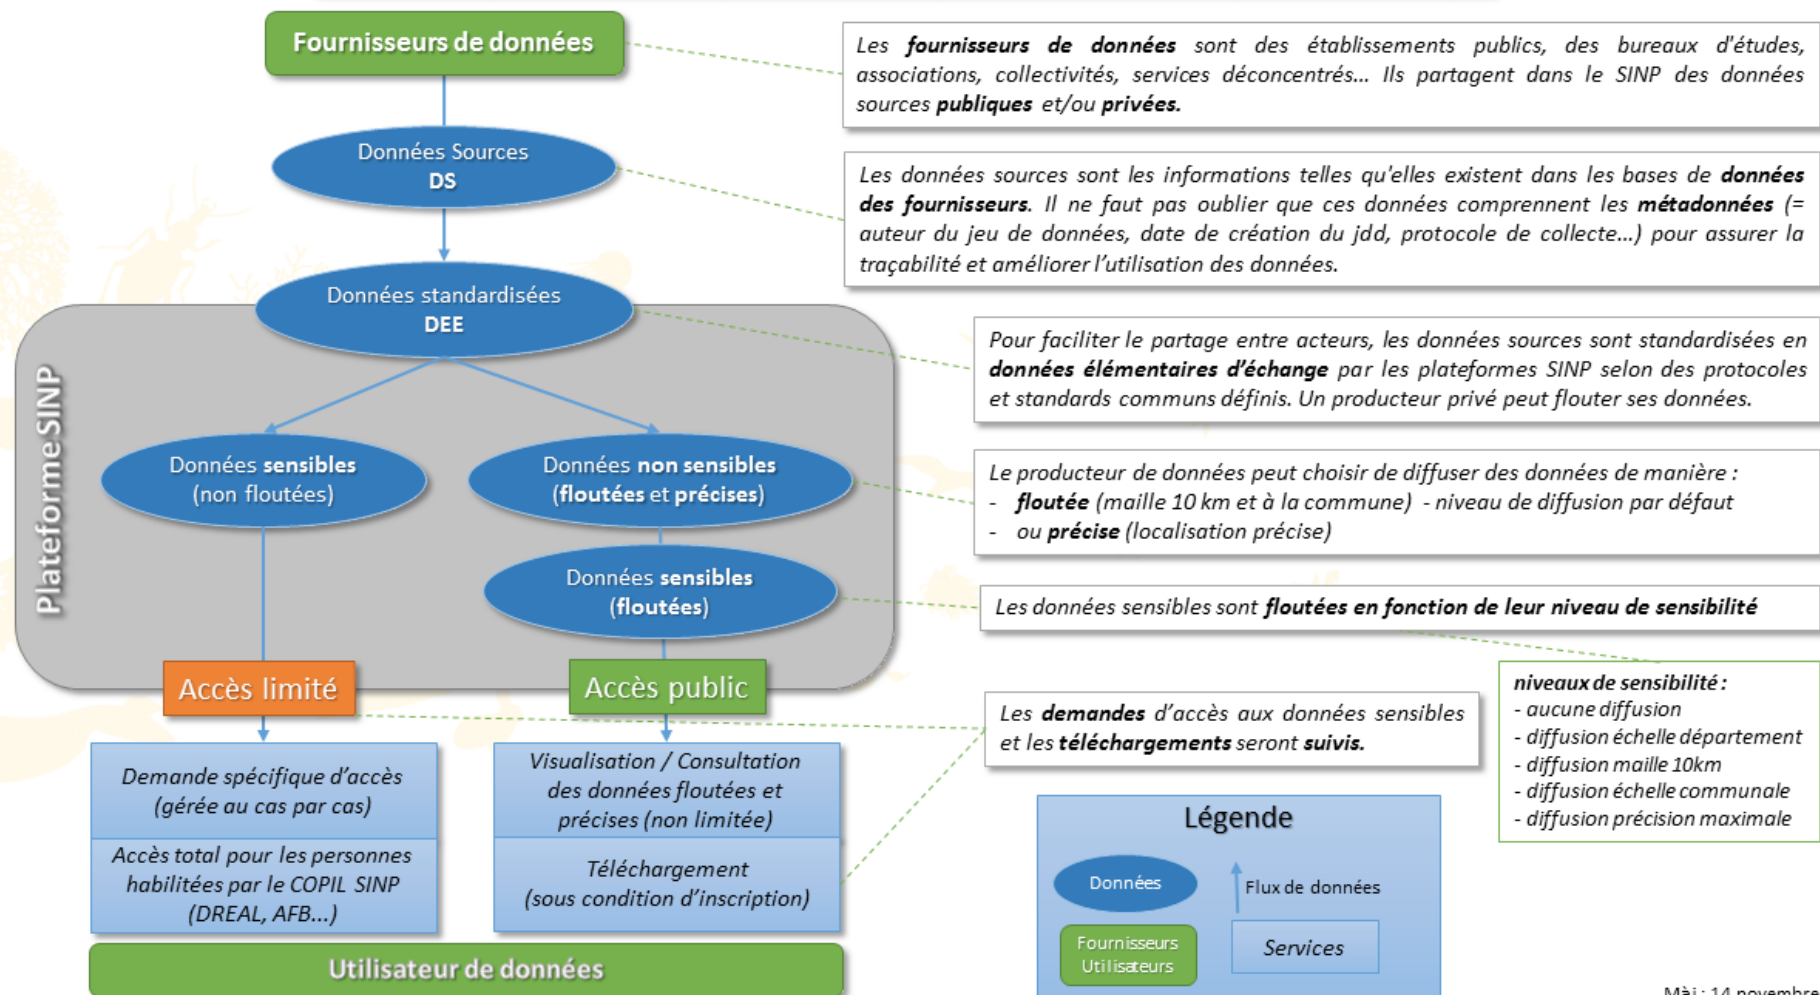 Fournisseurs de données
Les fournisseurs de données sont des établissements publics, des bureaux d'études,
associations, collectivités, services déconcentrés... Ils partagent dans le SINP des données
sources publiques et/ou privées.
Données Sources
DS
Les données sources sont les informations telles qu'elles existent dans les bases de données
des fournisseurs. Il ne faut pas oublier que ces données comprennent les métadonnées (=
auteur du jeu de données, date de création du jdd, protocole de collecte...) pour assurer la
traçabilité et améliorer l'utilisation des données.
Données standardisées
DEE
Pour faciliter le partage entre acteurs, les données sources sont standardisées en
données élémentaires d'échange par les plateformes SINP selon des protocoles
et standards communs définis. Un producteur privé peut flouter ses données.
Plateforme SINP
Données sensibles
(non floutées)
Données non sensibles
(floutées et précises)
Le producteur de données peut choisir de diffuser des données de manière :
- floutée (maille 10 km et à la commune) - niveau de diffusion par défaut
- ou précise (localisation précise)
Données sensibles
(floutées)
Les données sensibles sont floutées en fonction de leur niveau de sensibilité
niveaux de sensibilité :
- aucune diffusion
- diffusion échelle département
- diffusion maille 10km
- diffusion échelle communale
- diffusion précision maximale
Accès limité
Accès public
Les demandes d'accès aux données sensibles
et les téléchargements seront suivis.
Demande spécifique d'accès
(gérée au cas par cas)
Accès total pour les personnes
habilitées par le COPIL SINP
(DREAL, AFB...)
Visualisation / Consultation
des données floutées et
précises (non limitée)
Téléchargement
(sous condition d'inscription)
Utilisateur de données
Légende
Données
Flux de données
Fournisseurs
Utilisateurs
Services
Màj : 14 novembre